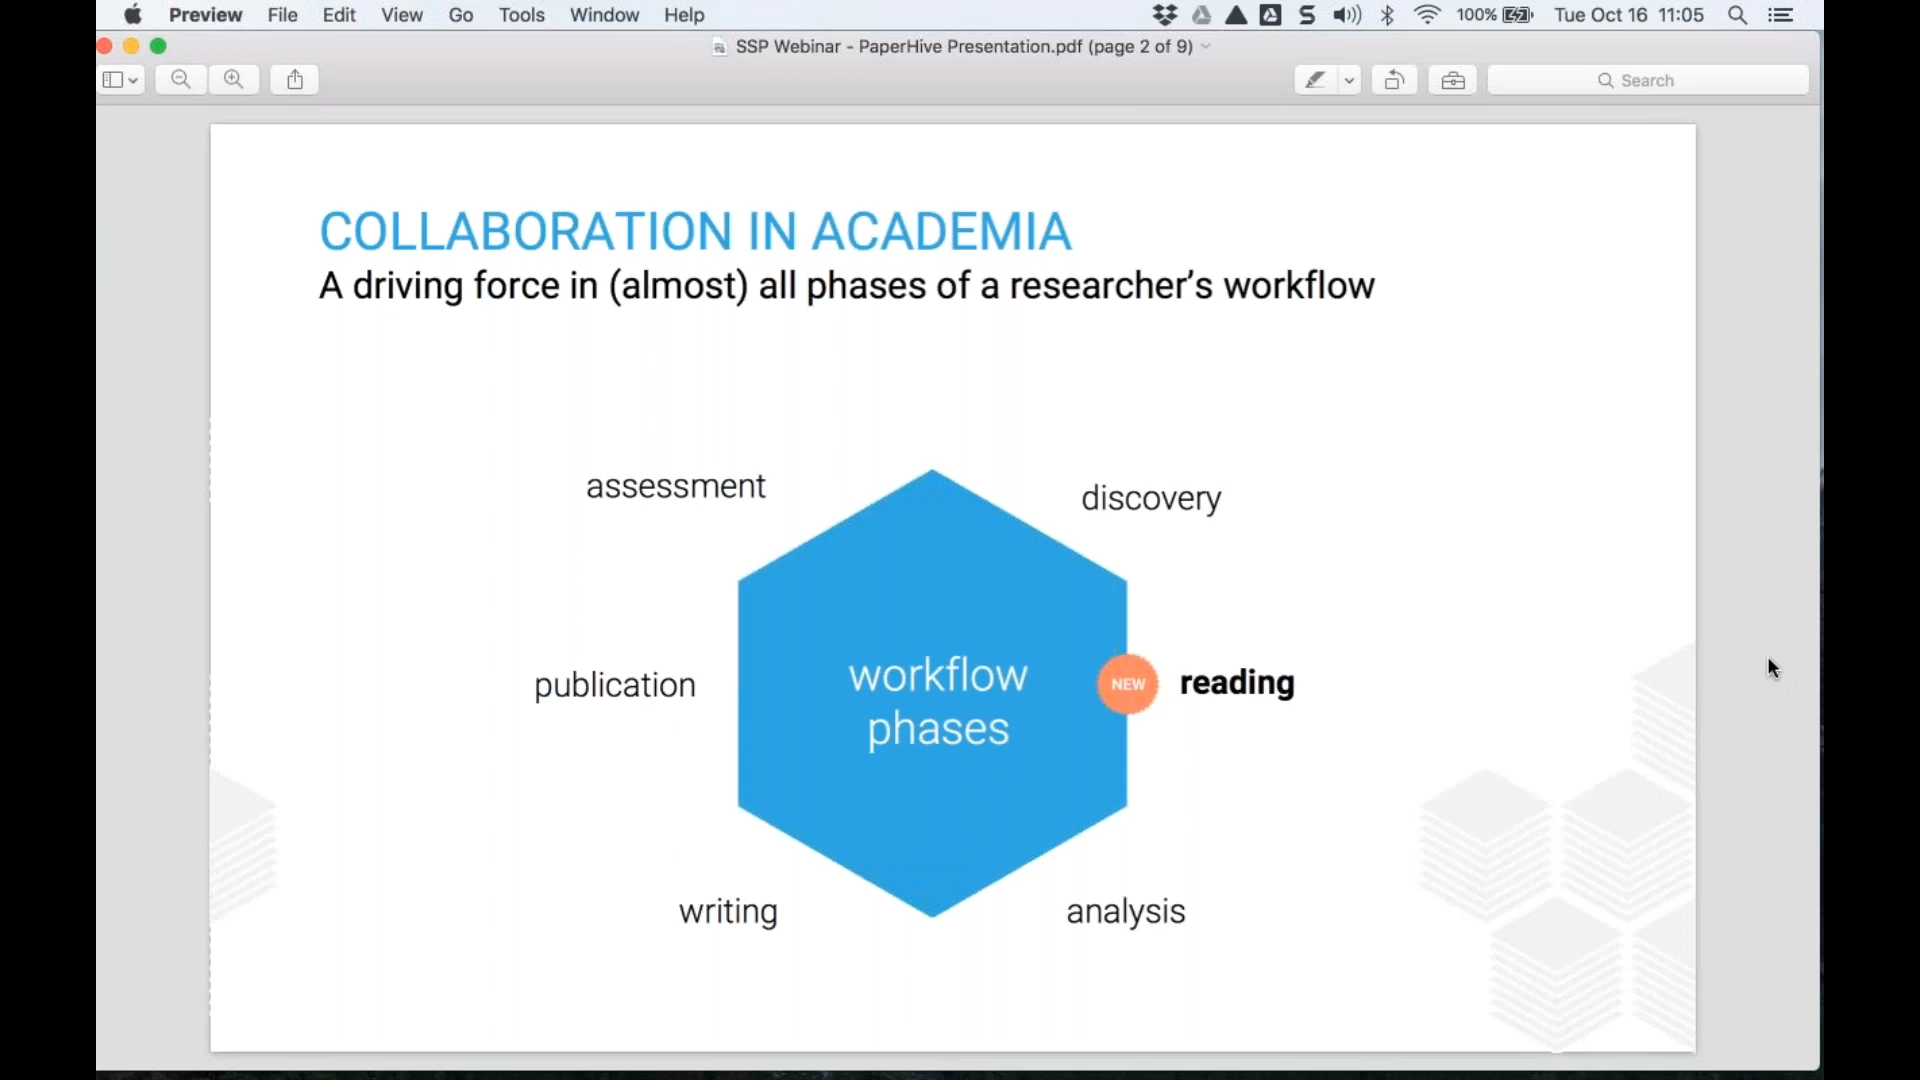 Preview File Edit View Go Tools Window Help 100% Tue Oct 16 11:05
SSP Webinar - PaperHive Presentation.pdf (page 2 of 9)
Search
COLLABORATION IN ACADEMIA
A driving force in (almost) all phases of a researcher's workflow
assessment
discovery
publication
workflow
phases
NEW
reading
writing
analysis